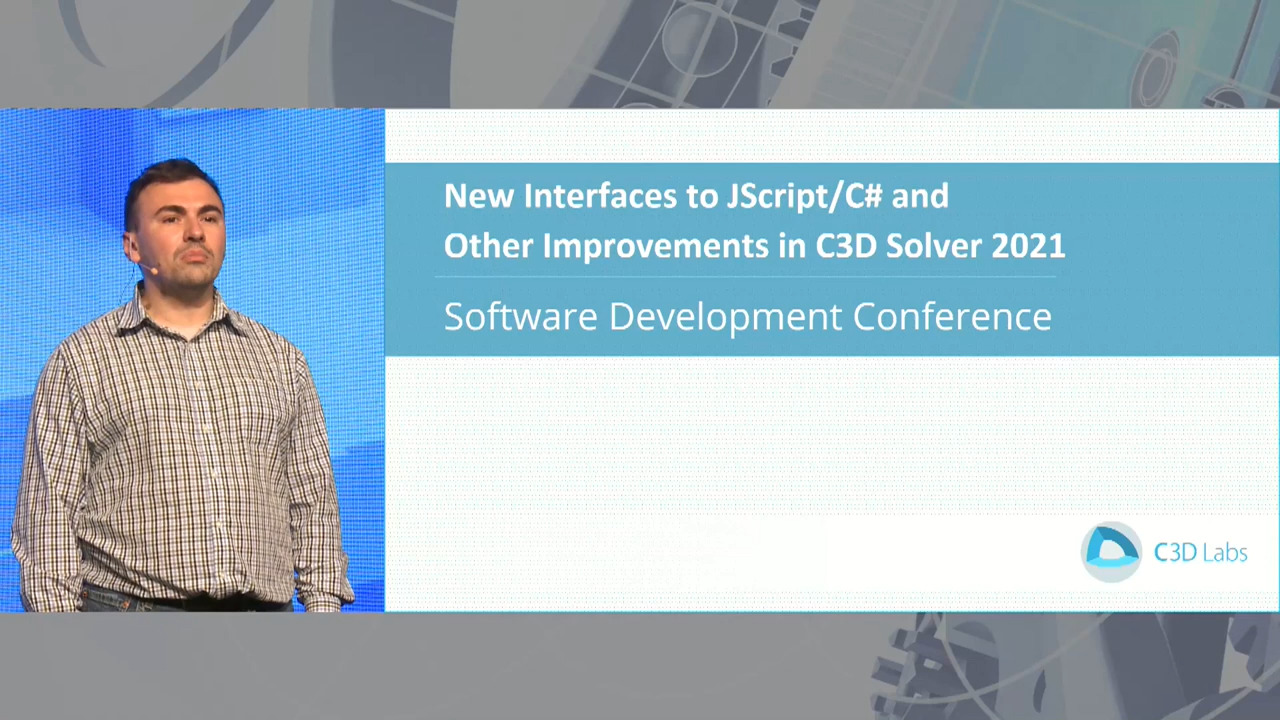 New Interfaces to JScript/C# and
Other Improvements in C3D Solver 2021
Software Development Conference
C3D Labs